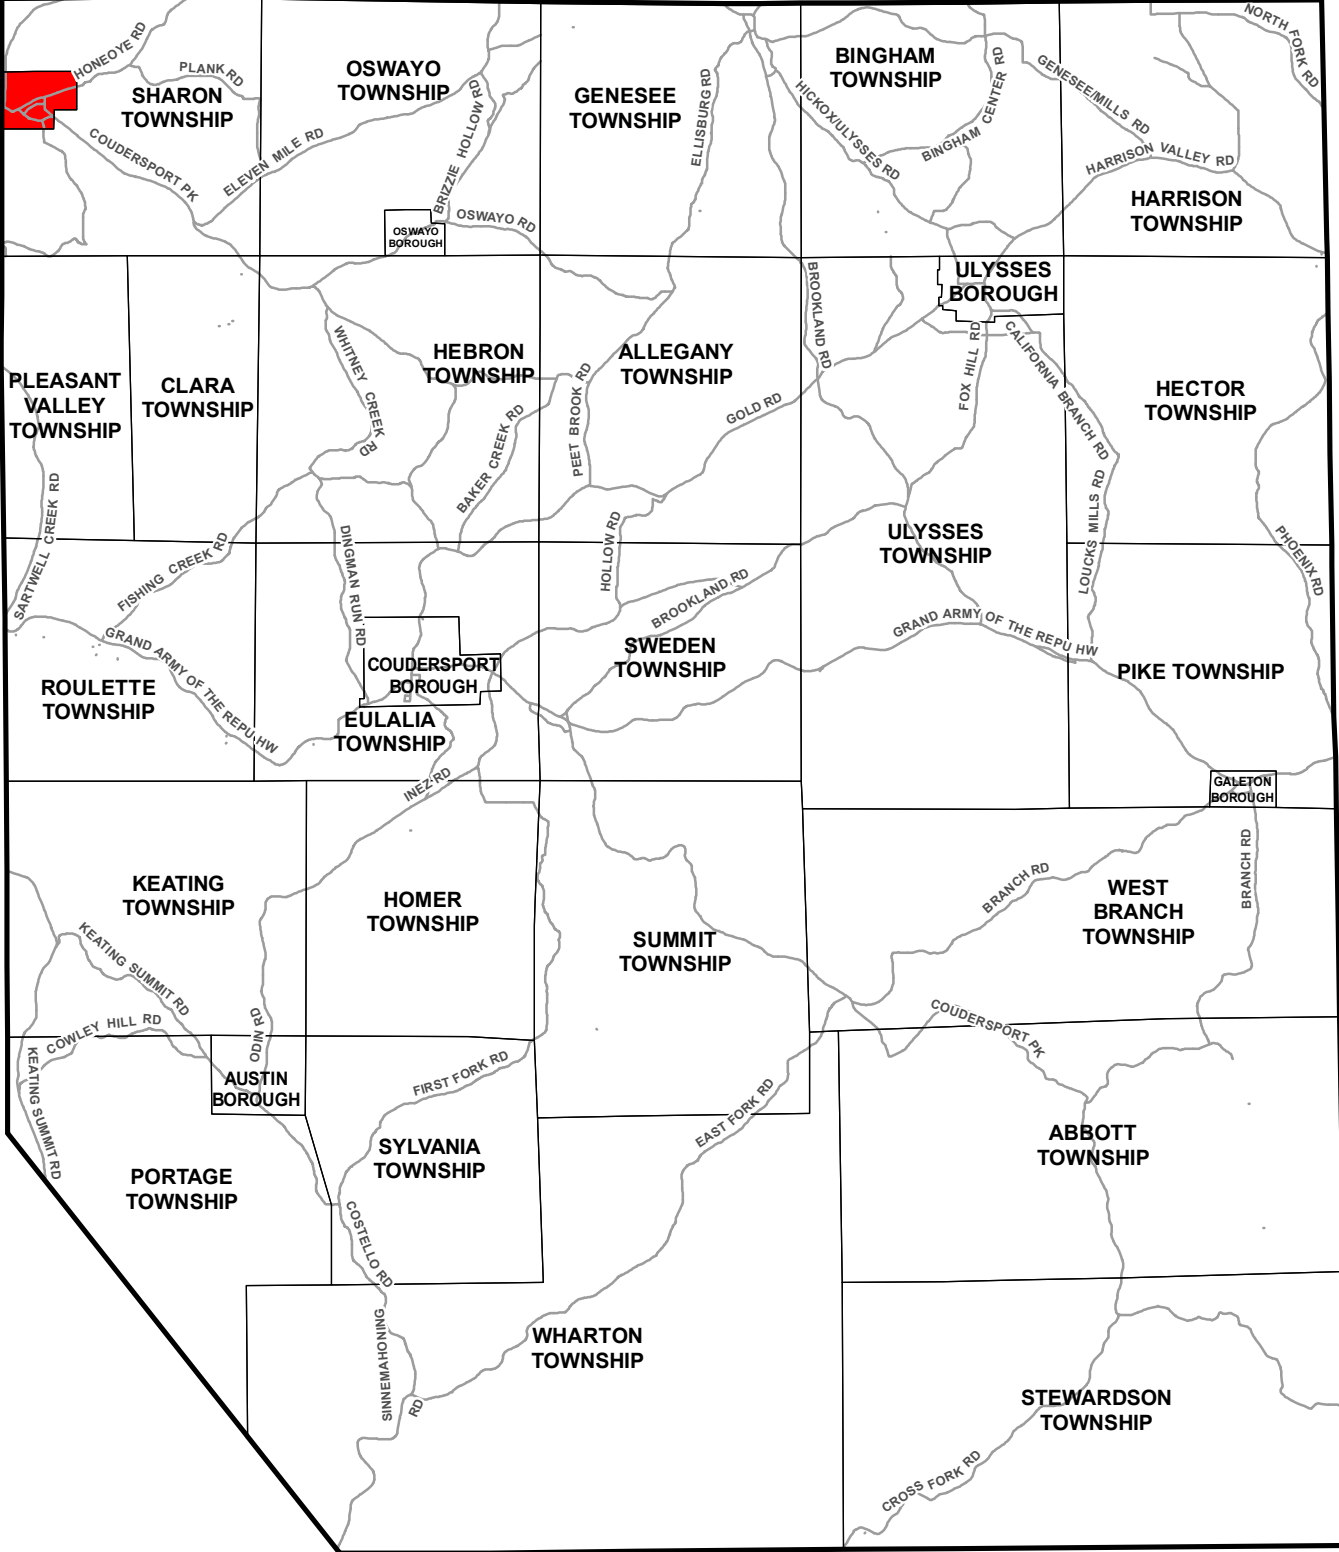 HONEOYE RD
PLANK RD
SHARON
TOWNSHIP
COUDERSPORT PK
ELEVEN MILE RD
OSWAYO
TOWNSHIP
BRIZZIE HOLLOW RD
OSWAYO RD
OSWAYO
BOROUGH
GENESEE
TOWNSHIP
ELLISBURG RD
BINGHAM
TOWNSHIP
HICKOX/ULYSSES RD
BINGHAM CENTER RD
GENESEE/MILLS RD
NORTH FORK RD
HARRISON VALLEY RD
HARRISON
TOWNSHIP
PLEASANT
VALLEY
TOWNSHIP
CLARA
TOWNSHIP
WHITNEY CREEK RD
HEBRON
TOWNSHIP
BAKER CREEK RD
PEET BROOK RD
ALLEGANY
TOWNSHIP
GOLD RD
BROOKLAND RD
ULYSSES
BOROUGH
FOX HILL RD
CALIFORNIA BRANCH RD
HECTOR
TOWNSHIP
LOUCKS MILLS RD
PHOENIX RD
SARTWELL CREEK RD
FISHING CREEK RD
DINGMAN RUN RD
HOLLOW RD
BROOKLAND RD
ULYSSES
TOWNSHIP
GRAND ARMY OF THE REPU HW
GRAND ARMY OF THE REPU HW
ROULETTE
TOWNSHIP
COUDERSPORT
BOROUGH
EULALIA
TOWNSHIP
SWEDEN
TOWNSHIP
PIKE TOWNSHIP
INEZ RD
GALETON
BOROUGH
KEATING
TOWNSHIP
HOMER
TOWNSHIP
SUMMIT
TOWNSHIP
BRANCH RD
BRANCH RD
WEST
BRANCH
TOWNSHIP
KEATING SUMMIT RD
COWLEY HILL RD
KEATING SUMMIT RD
ODIN RD
AUSTIN
BOROUGH
FIRST FORK RD
EAST FORK RD
COUDERSPORT PK
PORTAGE
TOWNSHIP
SYLVANIA
TOWNSHIP
ABBOTT
TOWNSHIP
COSTELLO RD
SINNEMAHONING
RD
WHARTON
TOWNSHIP
STEWARDSON
TOWNSHIP
CROSS FORK RD